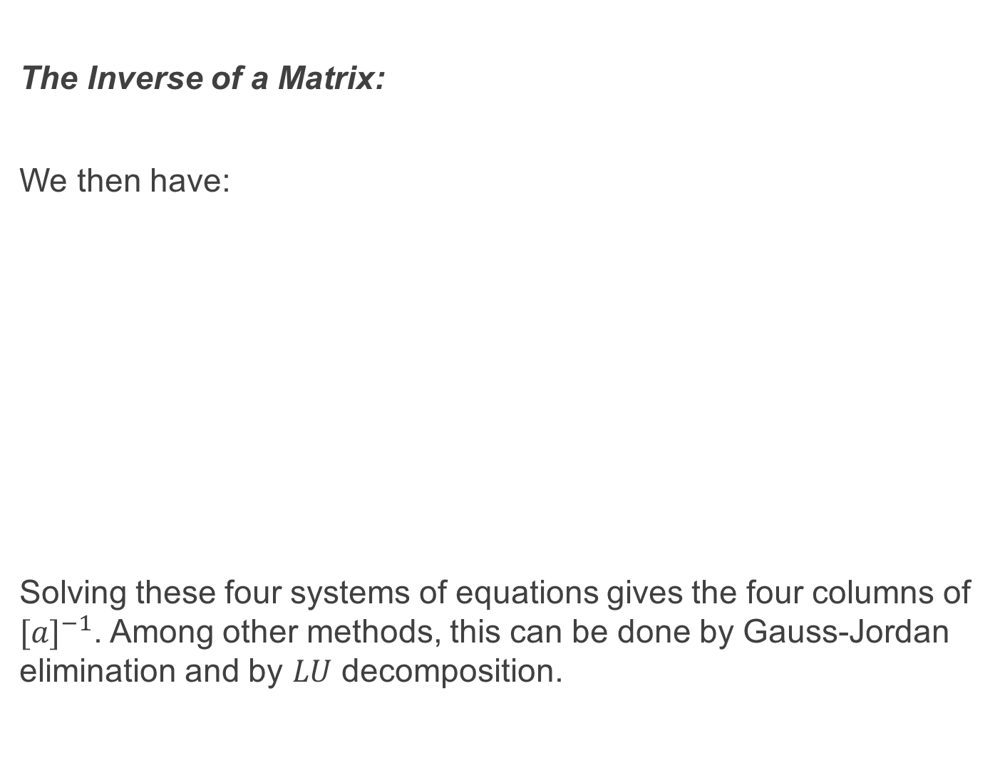 The Inverse of a Matrix:
We then have:
Solving these four systems of equations gives the four columns of
[a]⁻¹. Among other methods, this can be done by Gauss-Jordan
elimination and by LU decomposition.